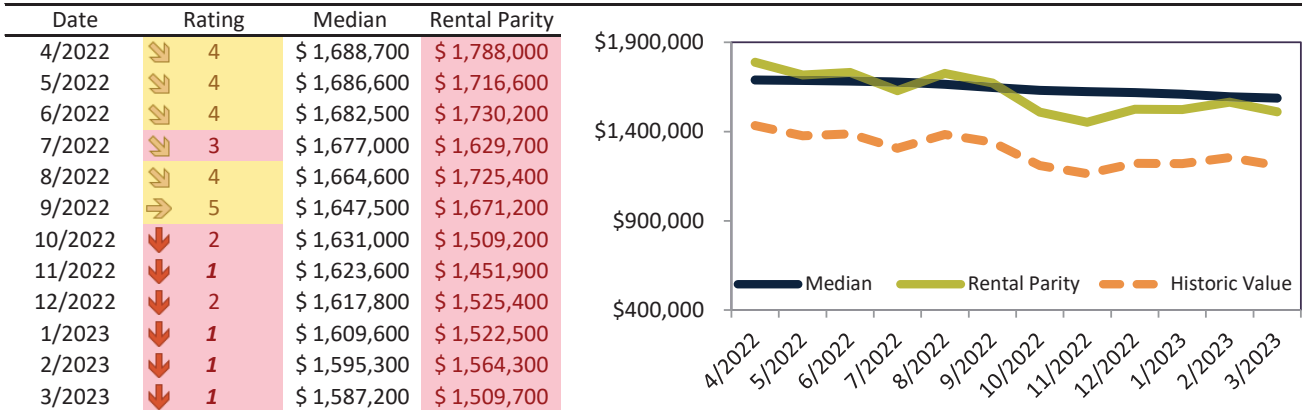 Date Rating Median Rental Parity
4/2022 4 $ 1,688,700 $ 1,788,000
5/2022 4 $ 1,686,600 $ 1,716,600
6/2022 4 $ 1,682,500 $ 1,730,200
7/2022 3 $ 1,677,000 $ 1,629,700
8/2022 4 $ 1,664,600 $ 1,725,400
9/2022 5 $ 1,647,500 $ 1,671,200
10/2022 2 $ 1,631,000 $ 1,509,200
11/2022 1 $ 1,623,600 $ 1,451,900
12/2022 2 $ 1,617,800 $ 1,525,400
1/2023 1 $ 1,609,600 $ 1,522,500
2/2023 1 $ 1,595,300 $ 1,564,300
3/2023 1 $ 1,587,200 $ 1,509,700
$1,900,000
$1,400,000
$900,000
$400,000
Median Rental Parity Historic Value
4/2022 5/2022 6/2022 7/2022 8/2022 9/2022 10/2022 11/2022 12/2022 1/2023 2/2023 3/2023